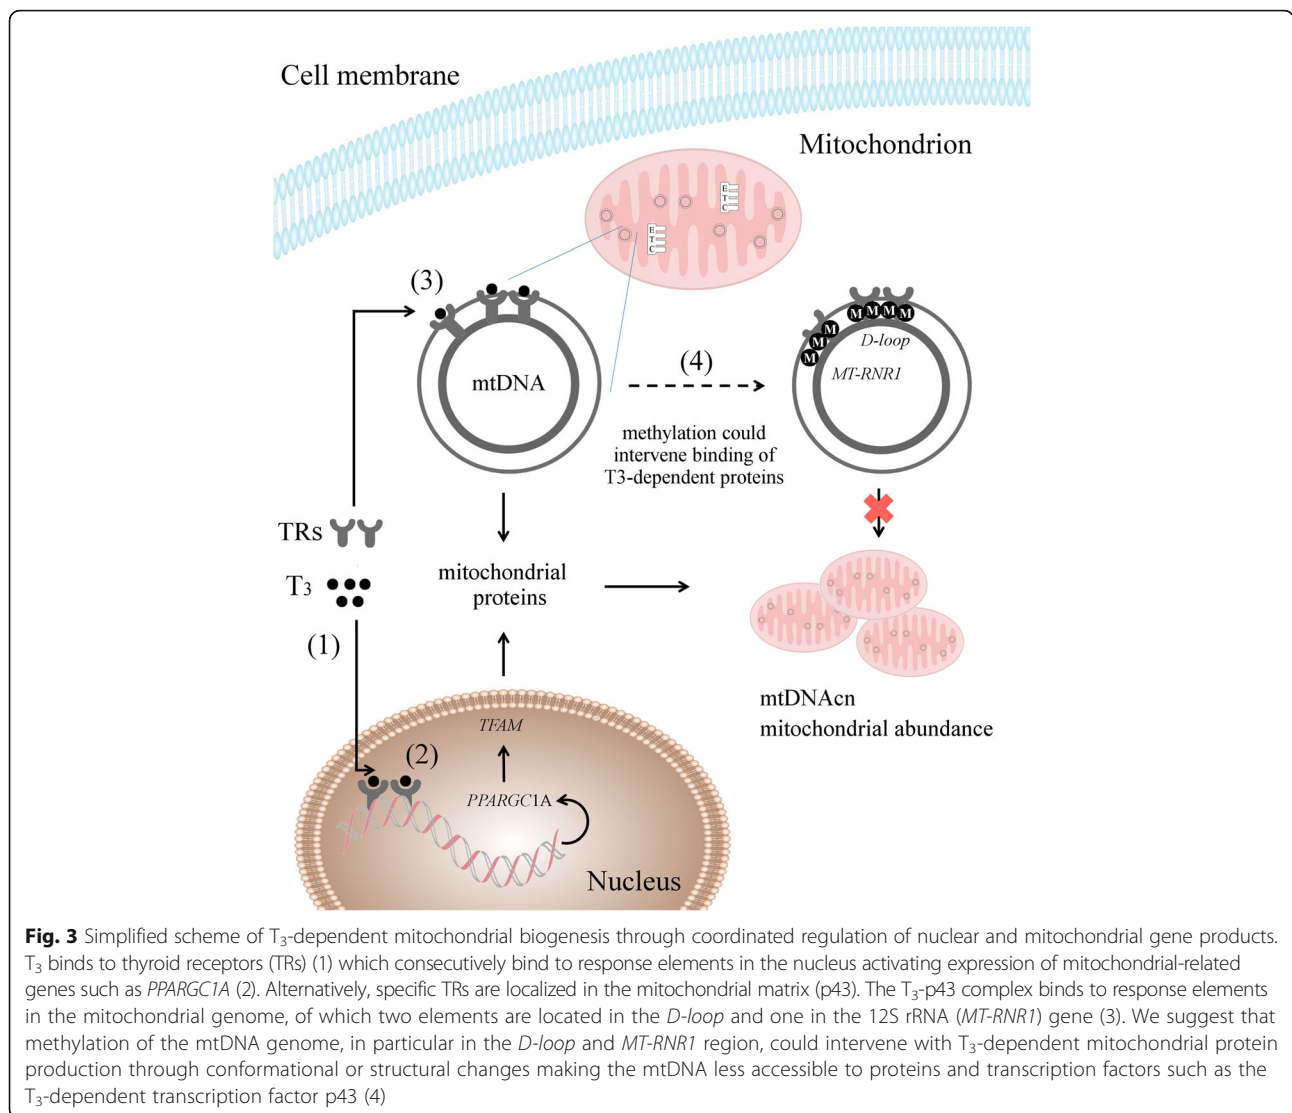 Cell membrane
Mitochondrion
E
T
C
E
T
C
(3)
mtDNA
(4)
methylation could
intervene binding of
T3-dependent proteins
M
M
M
M
M
M
M
D-loop
MT-RNR1
TRs
T3
(1)
mitochondrial
proteins
mtDNAcn
mitochondrial abundance
TFAM
(2)
PPARGC1A
Nucleus
Fig. 3 Simplified scheme of T3-dependent mitochondrial biogenesis through coordinated regulation of nuclear and mitochondrial gene products.
T3 binds to thyroid receptors (TRs) (1) which consecutively bind to response elements in the nucleus activating expression of mitochondrial-related
genes such as PPARGC1A (2). Alternatively, specific TRs are localized in the mitochondrial matrix (p43). The T3-p43 complex binds to response elements
in the mitochondrial genome, of which two elements are located in the D-loop and one in the 12S rRNA (MT-RNR1) gene (3). We suggest that
methylation of the mtDNA genome, in particular in the D-loop and MT-RNR1 region, could intervene with T3-dependent mitochondrial protein
production through conformational or structural changes making the mtDNA less accessible to proteins and transcription factors such as the
T3-dependent transcription factor p43 (4)